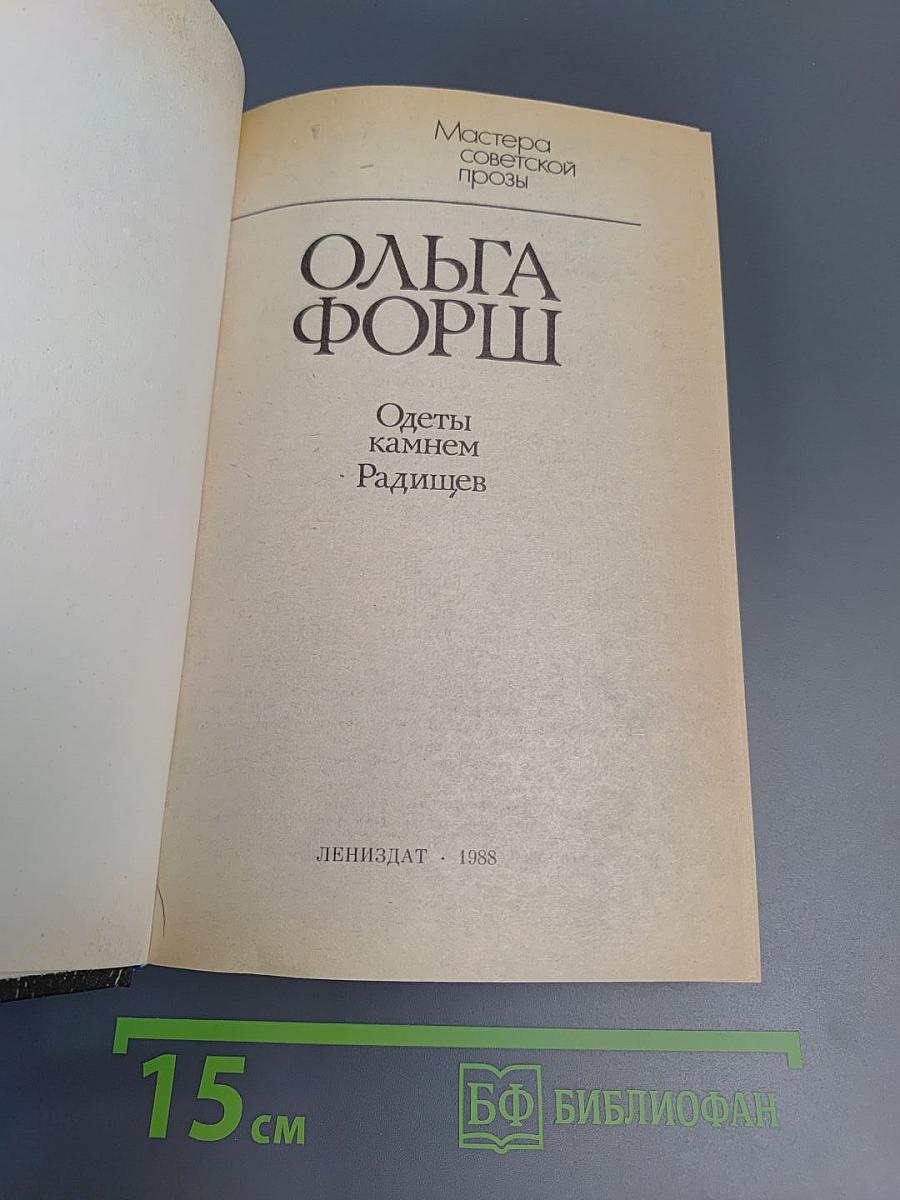 Мастера
советской
прозы
ОЛЬГА
ФОРШ
Одеты
камнем
Радищев
ЛЕНИЗДАТ · 1988
15 см
БФ БИБЛИОФАН